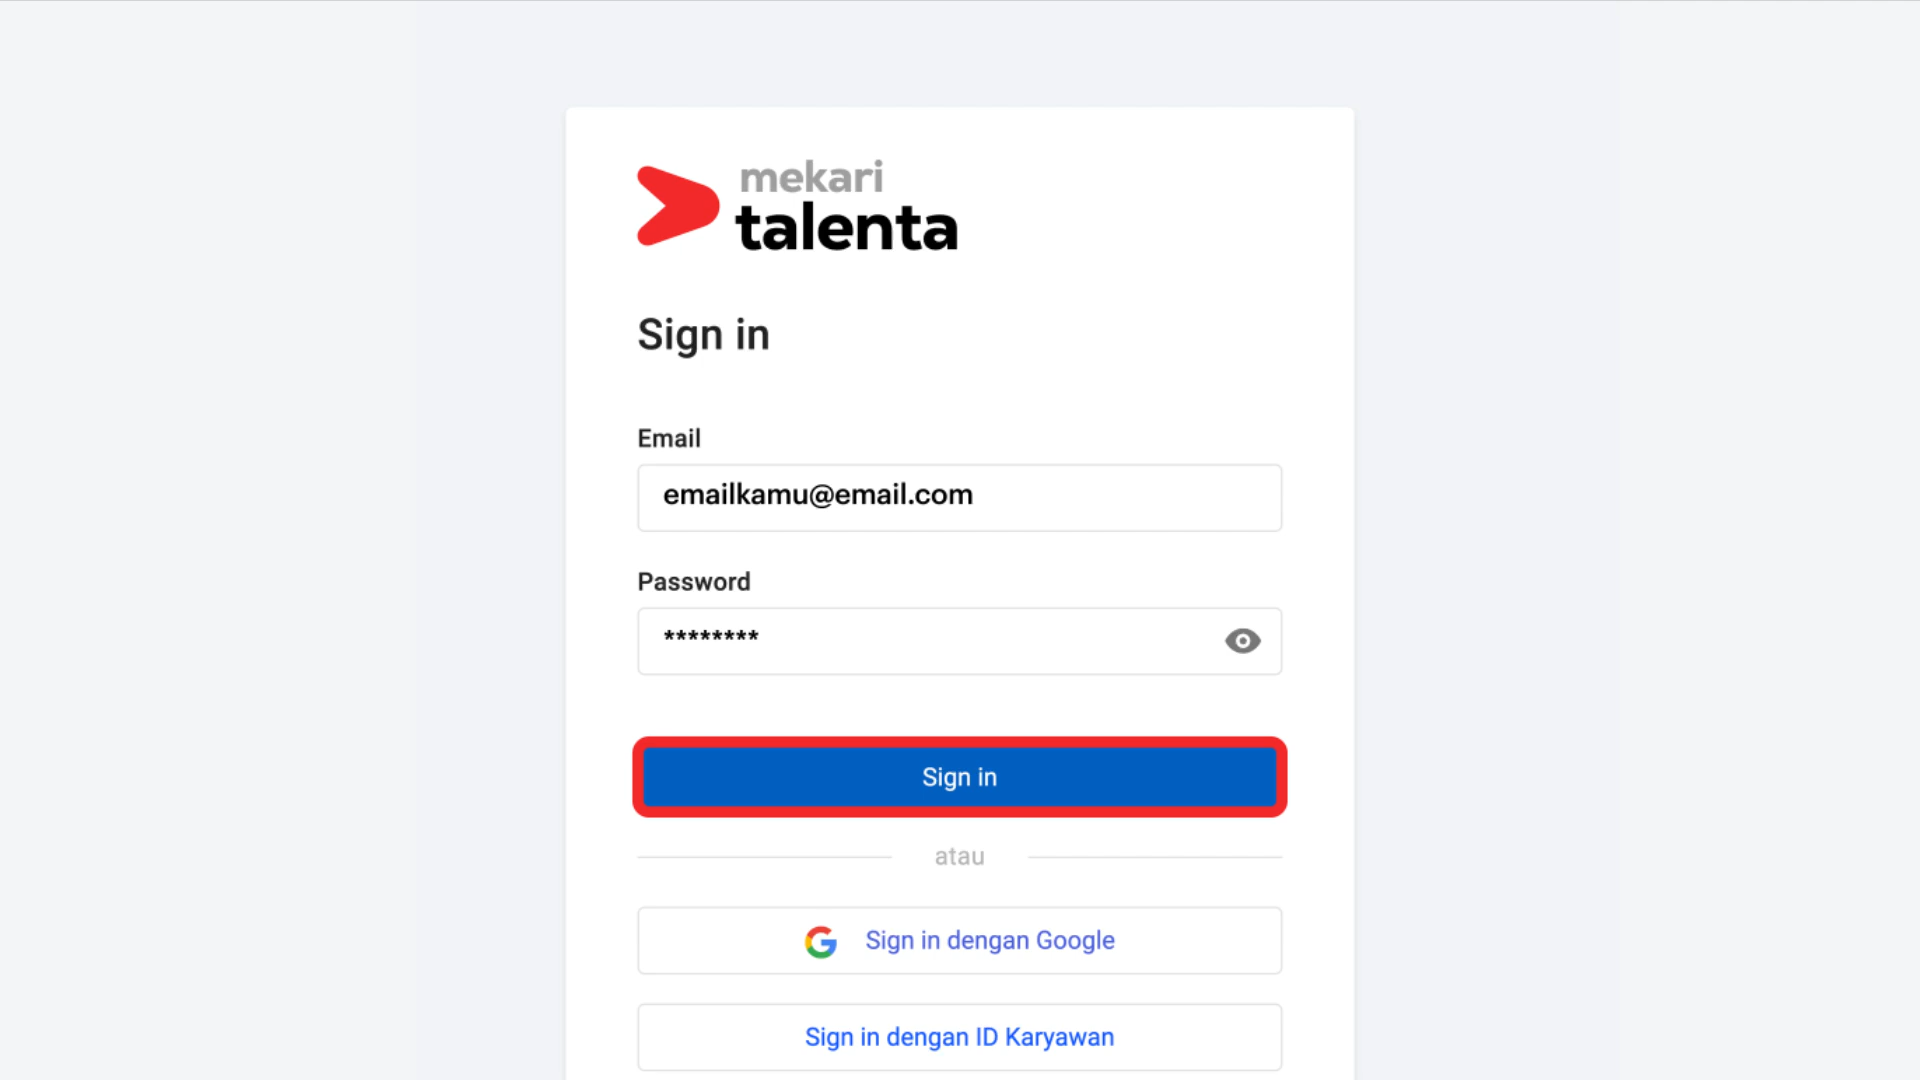 mekari
talenta
Sign in
Email
emailkamu@email.com
Password
********
Sign in
atau
Sign in dengan Google
Sign in dengan ID Karyawan